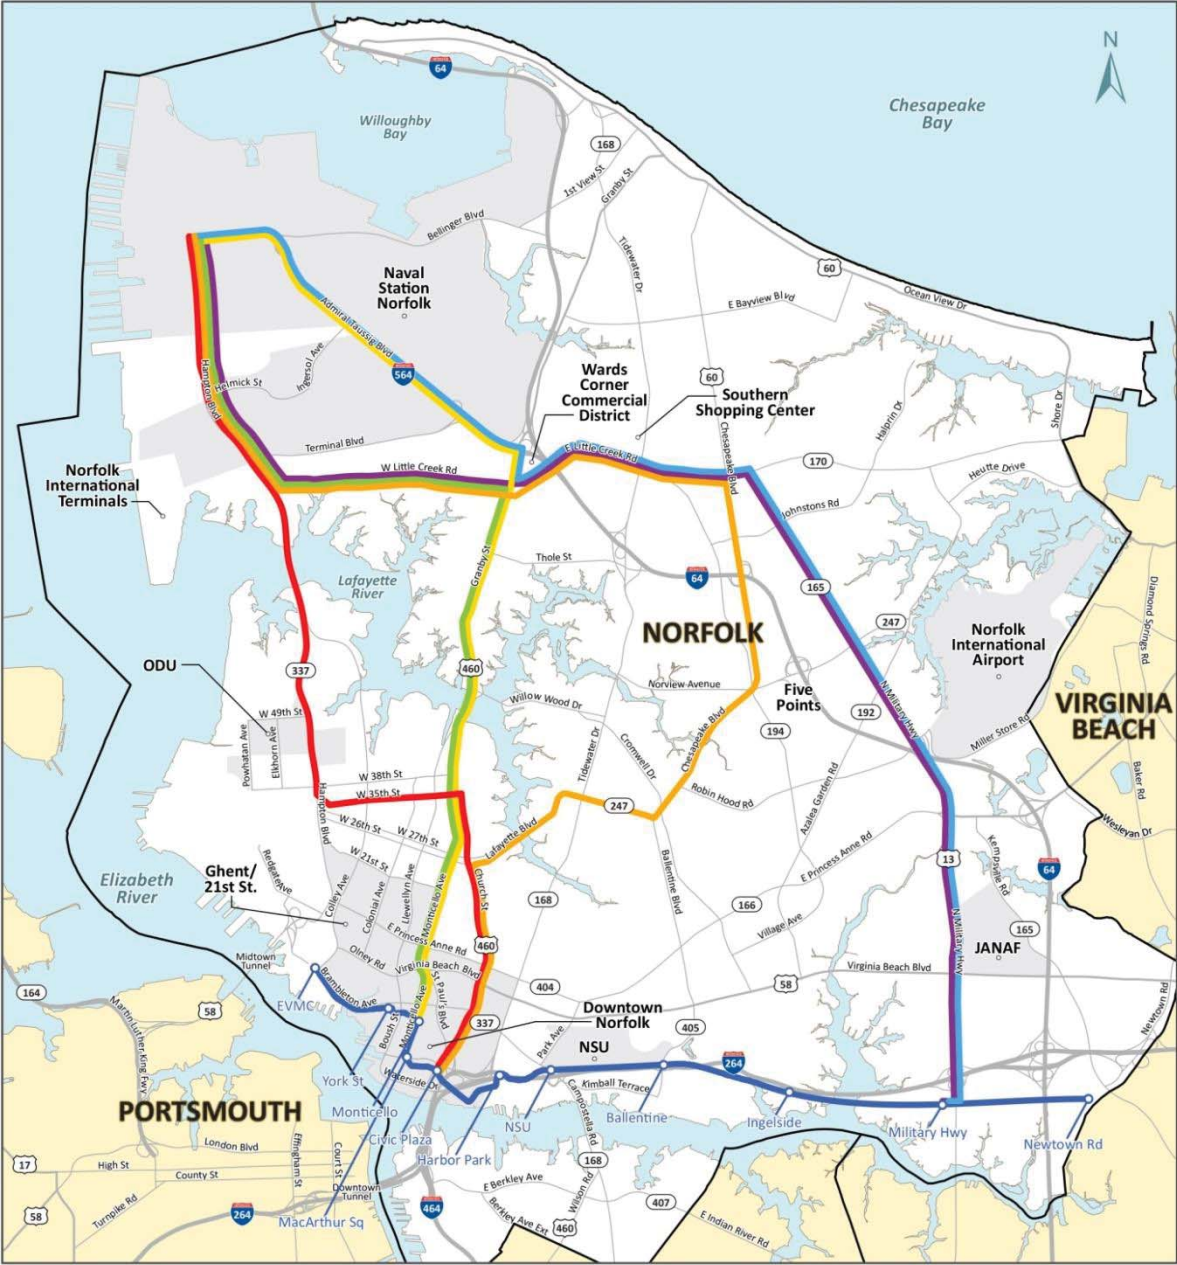 N
64
Chesapeake
Bay
Willoughby
Bay
168
1st View St
Granby St
Bellinger Blvd
Tidewater Dr
60
Ocean View Dr
Naval
Station
Norfolk
E Bayview Blvd
Admiral Taussig Blvd
Ingersol Ave
Hampton Blvd
Helmick St
564
Wards
Corner
Commercial
District
60
Southern
Shopping Center
Shore Dr
Halprin Dr
Terminal Blvd
E Little Creek Rd
Chesapeake Blvd
170
W Little Creek Rd
Heutte Drive
Norfolk
International
Terminals
Johnstons Rd
Granby St
Thole St
64
165
Lafayette
River
Diamond Springs Rd
247
NORFOLK
Norfolk
International
Airport
ODU
337
460
Norview Avenue
Five
Points
N Military Hwy
Willow Wood Dr
VIRGINIA
BEACH
W 49th St
192
194
Miller Store Rd
Powhatan Ave
Elkhorn Ave
Tidewater Dr
Cromwell Dr
Chesapeake Blvd
W 38th St
W 35th St
Robin Hood Rd
Azalea Garden Rd
Baker Rd
247
Hampton Blvd
W 26th St
W 27th St
Lafayette Blvd
Wesleyan Dr
W 21st St
E Princess Anne Rd
Kempsville Rd
13
64
Redgate Ave
Ghent/
21st St.
Elizabeth
River
Colley Ave
Colonial Ave
Llewellyn Ave
Monticello Ave
Church St
Ballentine Blvd
168
166
Village Ave
N Military Hwy
165
JANAF
E Princess Anne Rd
460
Olney Rd
Midtown
Tunnel
Virginia Beach Blvd
Virginia Beach Blvd
404
58
164
EVMC
Brambleton Ave
St Paul's Blvd
Newtown Rd
Martin Luther King Fwy
58
Boush St
Monticello Ave
337
Downtown
Norfolk
Park Ave
405
NSU
264
York St
Waterside Dr
Kimball Terrace
PORTSMOUTH
Monticello
NSU
Campostella Rd
Ballentine
Ingelside
Military Hwy
Newtown Rd
Civic Plaza
London Blvd
Effingham St
Court St
Harbor Park
17
High St
County St
168
Downtown
Tunnel
E Berkley Ave
Wilson Rd
407
58
Turnpike Rd
264
MacArthur Sq
464
Berkley Ave Ext
460
E Indian River Rd